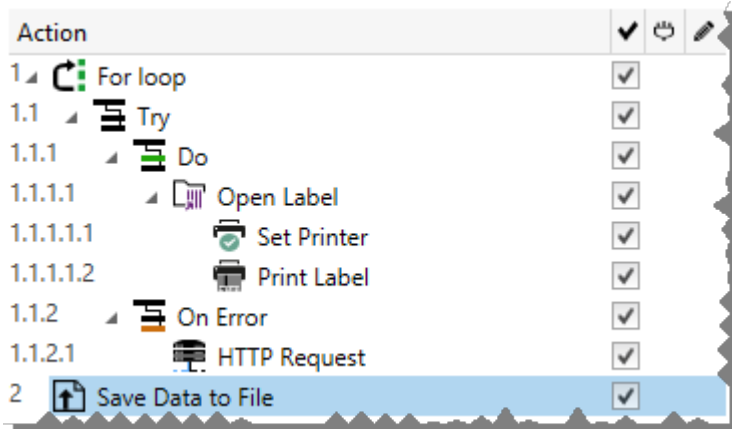 Action
1 For loop
1.1 Try
1.1.1 Do
1.1.1.1 Open Label
1.1.1.1.1 Set Printer
1.1.1.1.2 Print Label
1.1.2 On Error
1.1.2.1 HTTP Request
2 Save Data to File